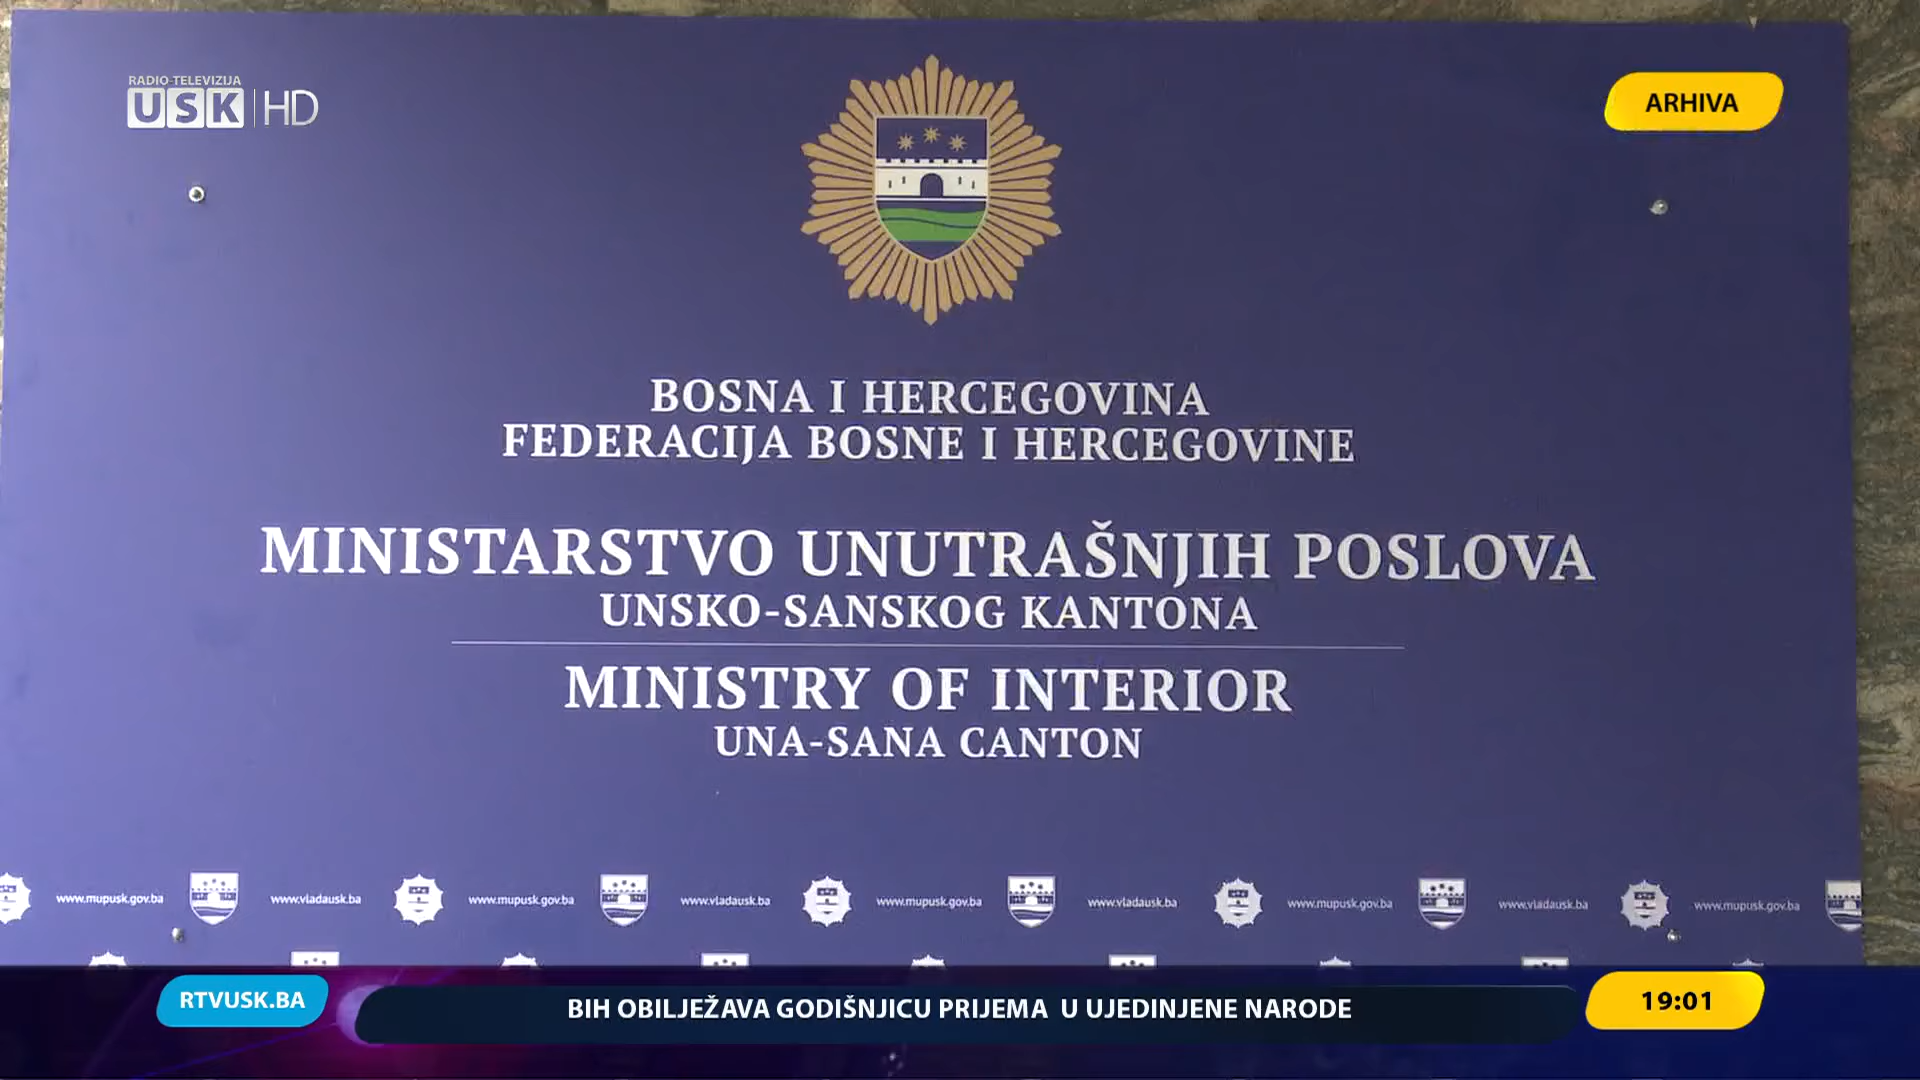 RADIO-TELEVIZIJA
USK HD
ARHIVA
BOSNA I HERCEGOVINA
FEDERACIJA BOSNE I HERCEGOVINE
MINISTARSTVO UNUTRAŠNJIH POSLOVA
UNSKO-SANSKOG KANTONA
MINISTRY OF INTERIOR
UNA-SANA CANTON
www.mupusk.gov.ba www.vladausk.ba www.mupusk.gov.ba www.vladausk.ba www.mupusk.gov.ba www.vladausk.ba www.mupusk.gov.ba www.vladausk.ba www.mupusk.gov.ba
RTVUSK.BA
BIH OBILJEŽAVA GODIŠNJICU PRIJEMA U UJEDINJENE NARODE
19:01